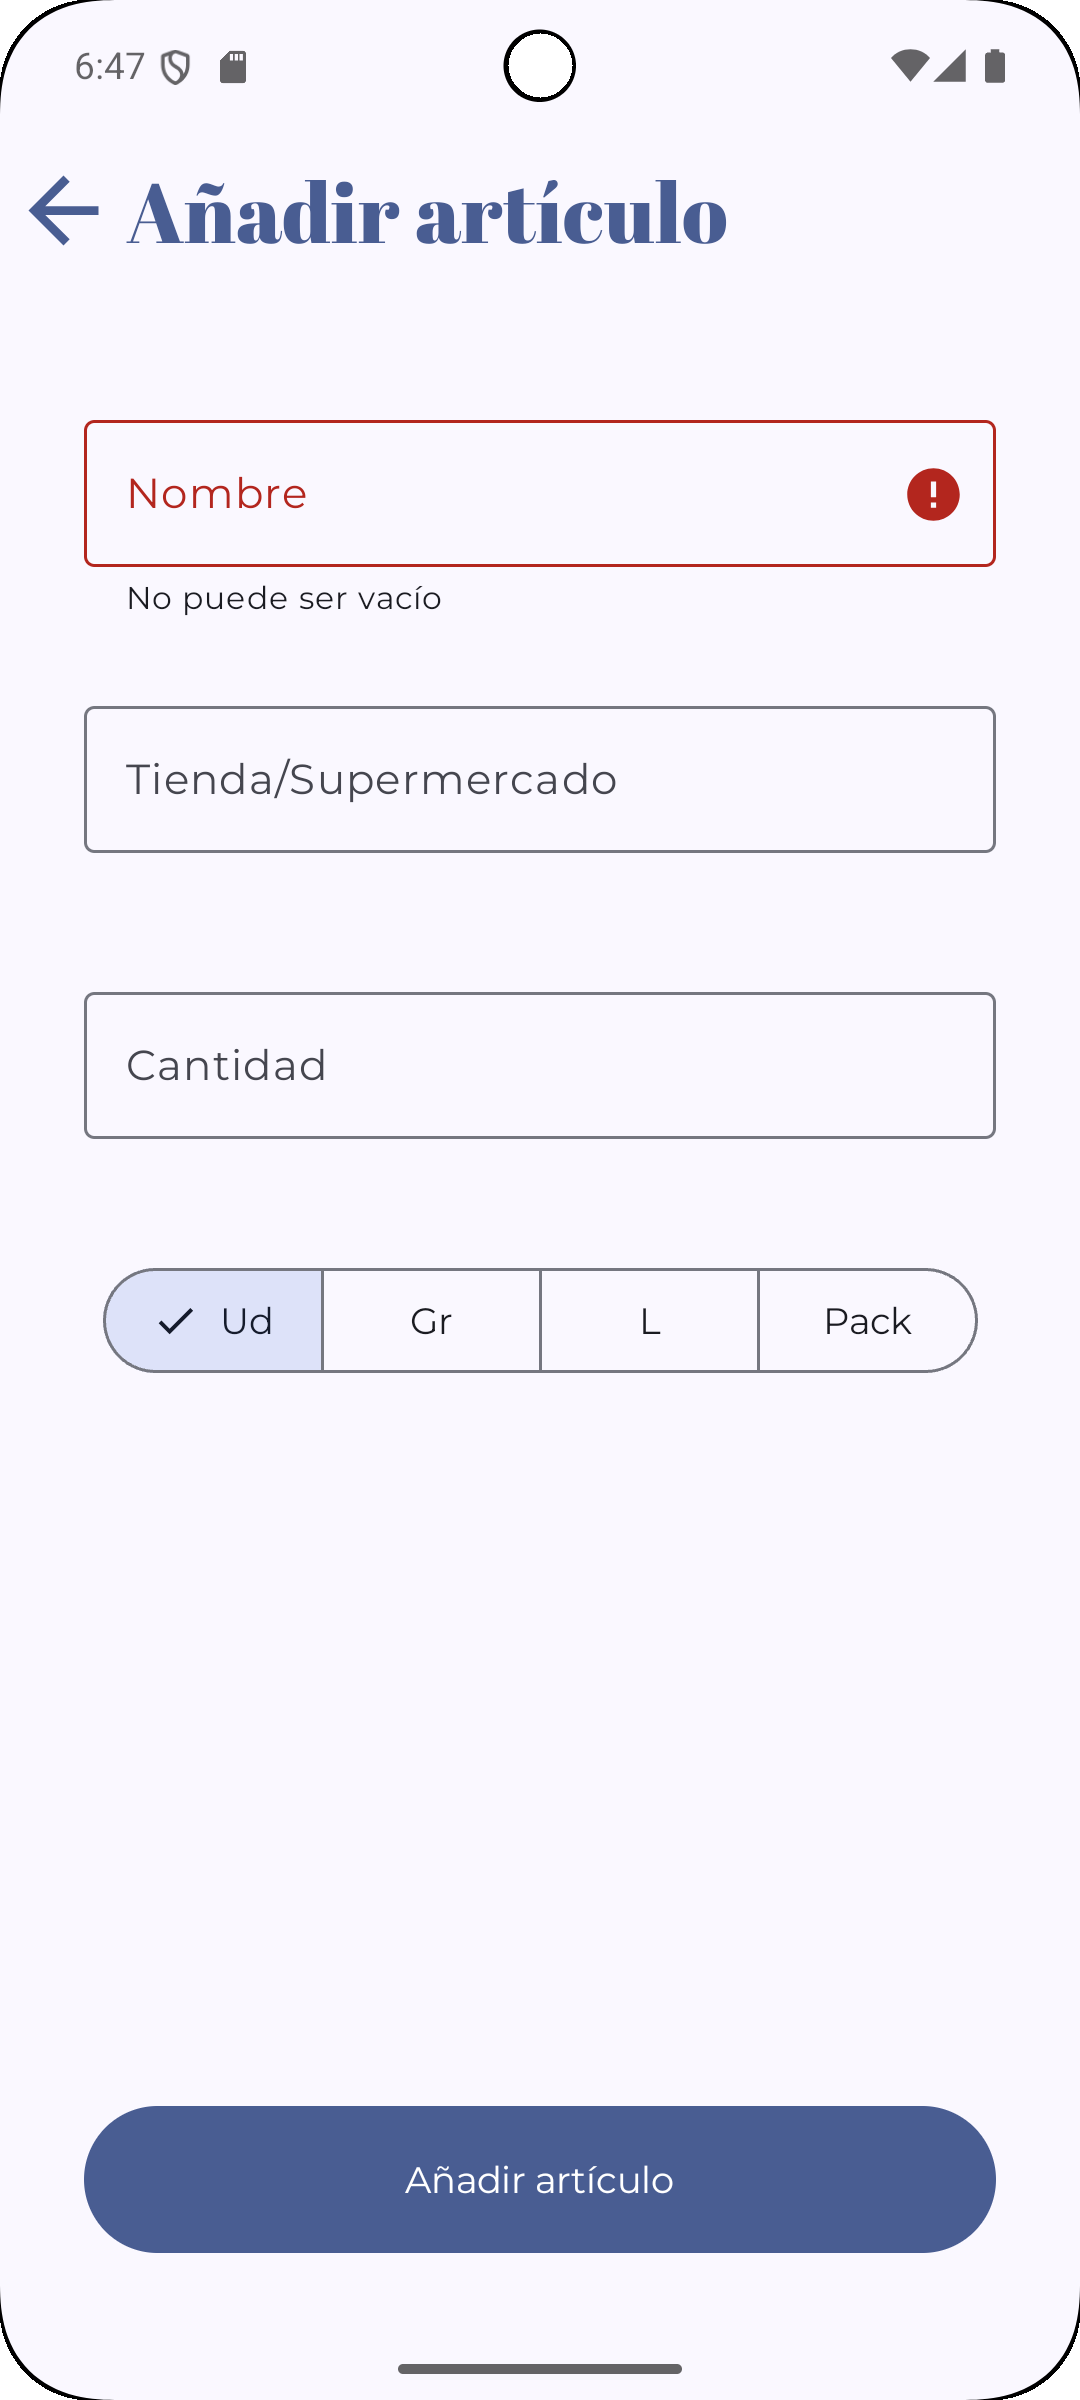 6:47
Añadir artículo
Nombre
No puede ser vacío
Tienda/Supermercado
Cantidad
Ud Gr L Pack
Añadir artículo